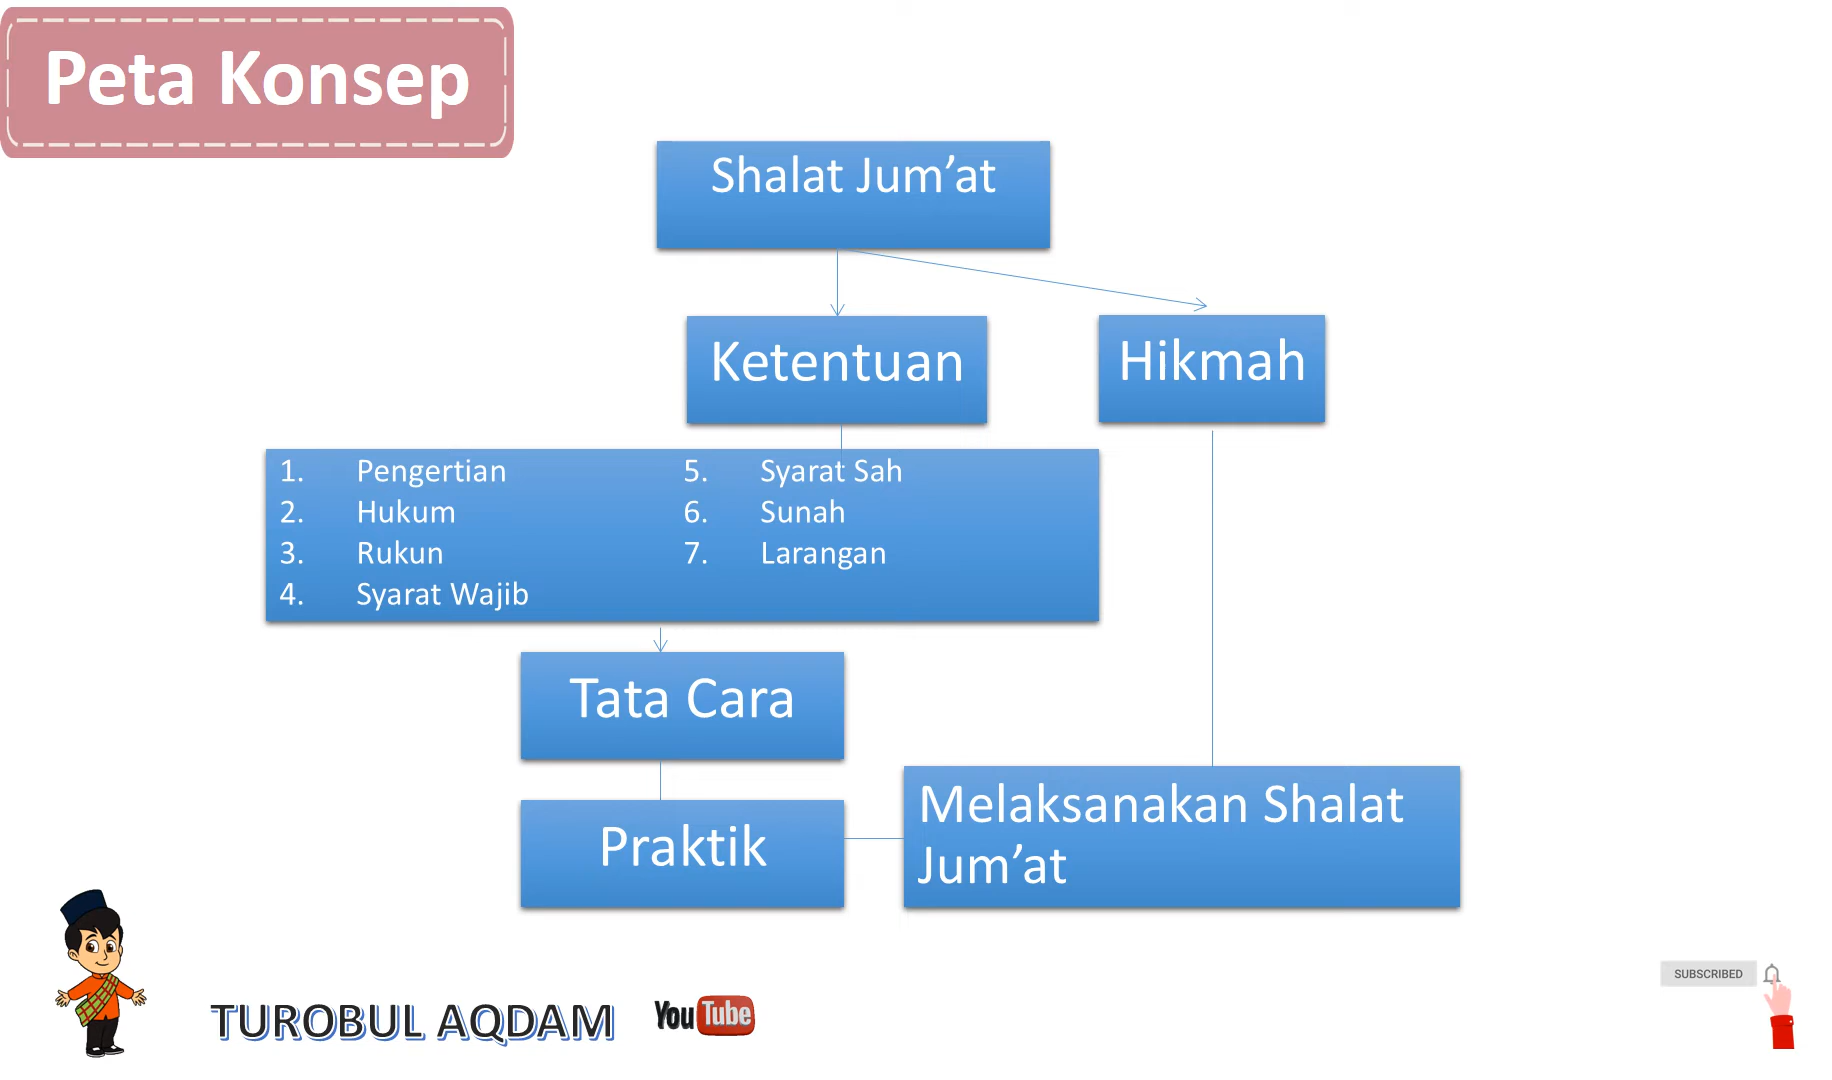 Peta Konsep
Shalat Jum’at
Ketentuan
Hikmah
1. Pengertian
2. Hukum
3. Rukun
4. Syarat Wajib
5. Syarat Sah
6. Sunah
7. Larangan
Tata Cara
Praktik
Melaksanakan Shalat
Jum’at
TUROBUL AQDAM
YouTube
SUBSCRIBED